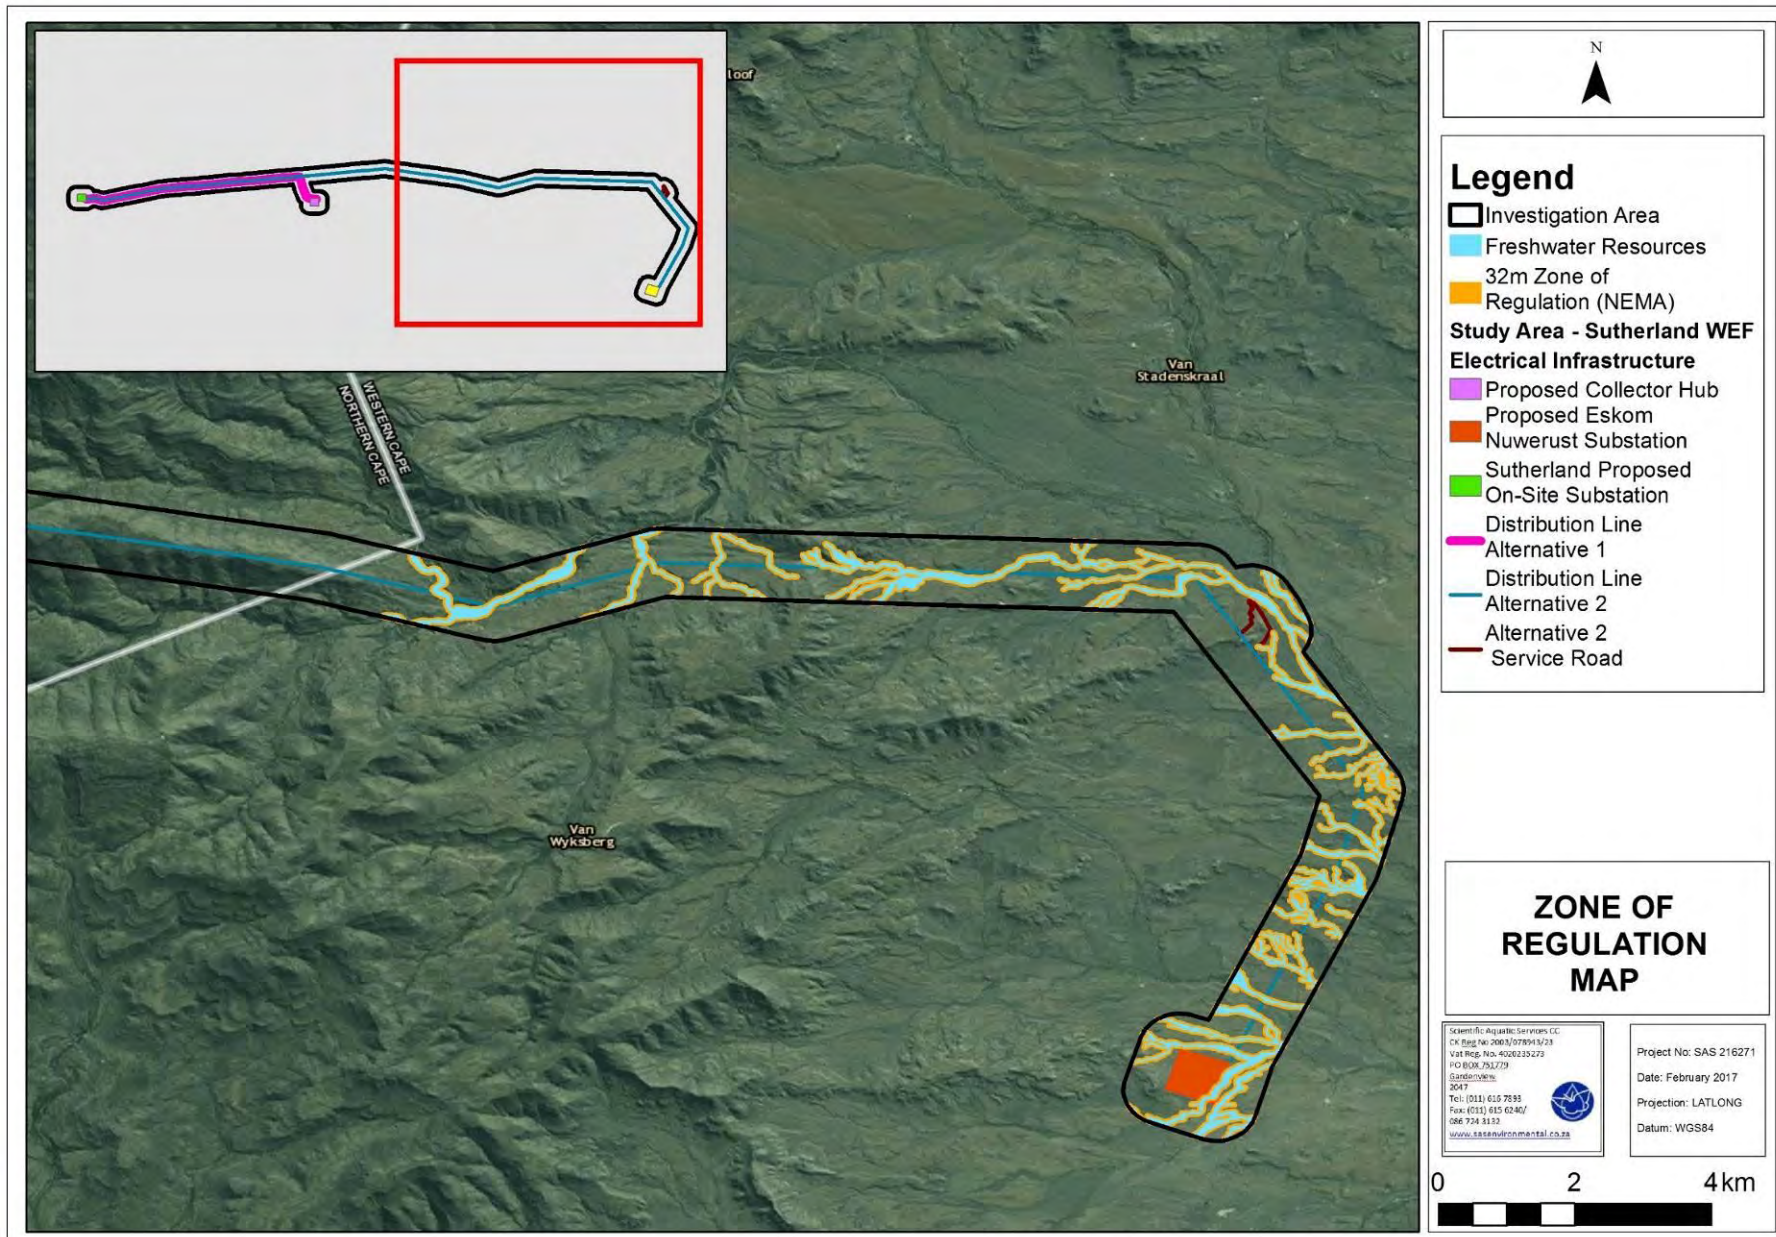 loof
WESTERN CAPE
NORTHERN CAPE
Van
Stadenskraal
Van
Wyksberg
N
Legend
Investigation Area
Freshwater Resources
32m Zone of
Regulation (NEMA)
Study Area - Sutherland WEF
Electrical Infrastructure
Proposed Collector Hub
Proposed Eskom
Nuwerust Substation
Sutherland Proposed
On-Site Substation
Distribution Line
Alternative 1
Distribution Line
Alternative 2
Alternative 2
Service Road
ZONE OF
REGULATION
MAP
Scientific Aquatic Services CC
CK Reg No 2003/078943/23
Vat Reg. No. 4020235273
PO BOX 751779
Gardenview
2047
Tel: (011) 616 7893
Fax: (011) 615 6240/
086 724 3132
www.sasenvironmental.co.za
Project No: SAS 216271
Date: February 2017
Projection: LATLONG
Datum: WGS84
0 2 4 km